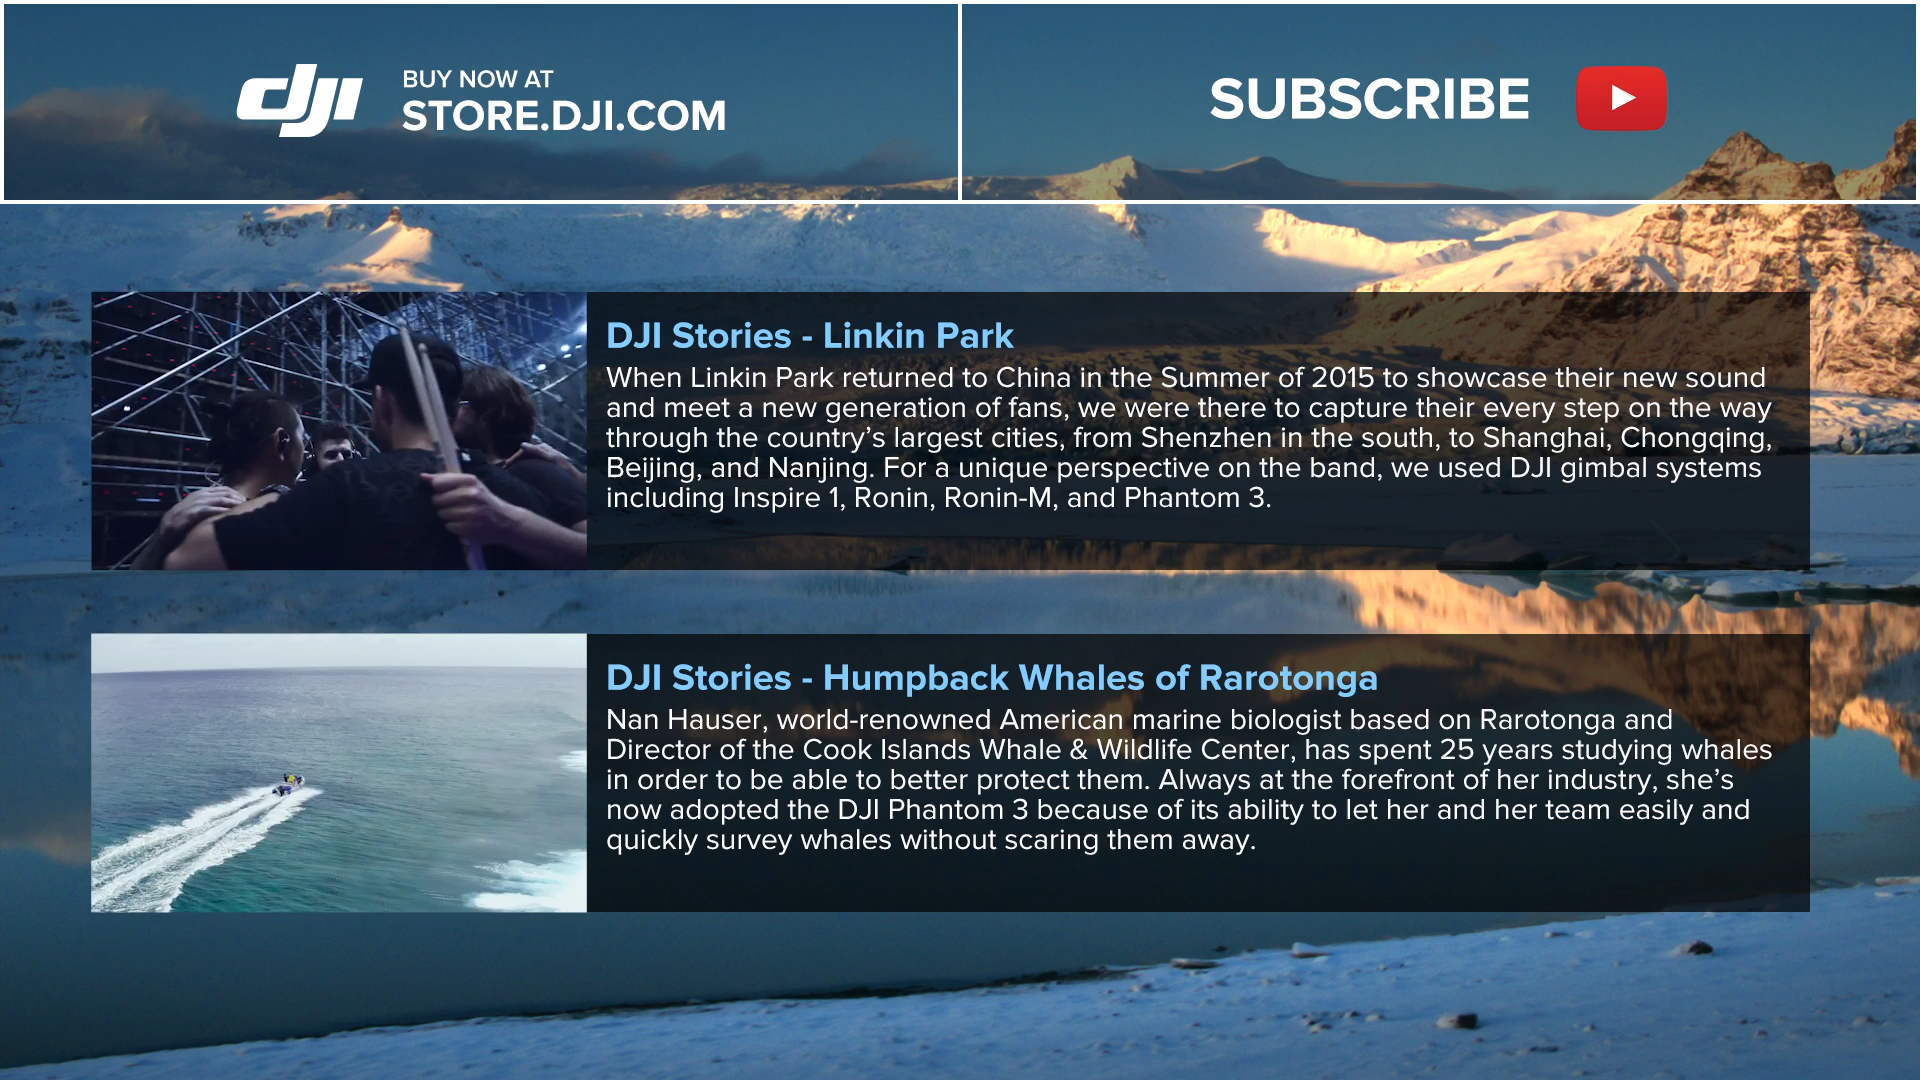 dji
BUY NOW AT
STORE.DJI.COM
SUBSCRIBE
DJI Stories - Linkin Park
When Linkin Park returned to China in the Summer of 2015 to showcase their new sound
and meet a new generation of fans, we were there to capture their every step on the way
through the country’s largest cities, from Shenzhen in the south, to Shanghai, Chongqing,
Beijing, and Nanjing. For a unique perspective on the band, we used DJI gimbal systems
including Inspire 1, Ronin, Ronin-M, and Phantom 3.
DJI Stories - Humpback Whales of Rarotonga
Nan Hauser, world-renowned American marine biologist based on Rarotonga and
Director of the Cook Islands Whale & Wildlife Center, has spent 25 years studying whales
in order to be able to better protect them. Always at the forefront of her industry, she’s
now adopted the DJI Phantom 3 because of its ability to let her and her team easily and
quickly survey whales without scaring them away.